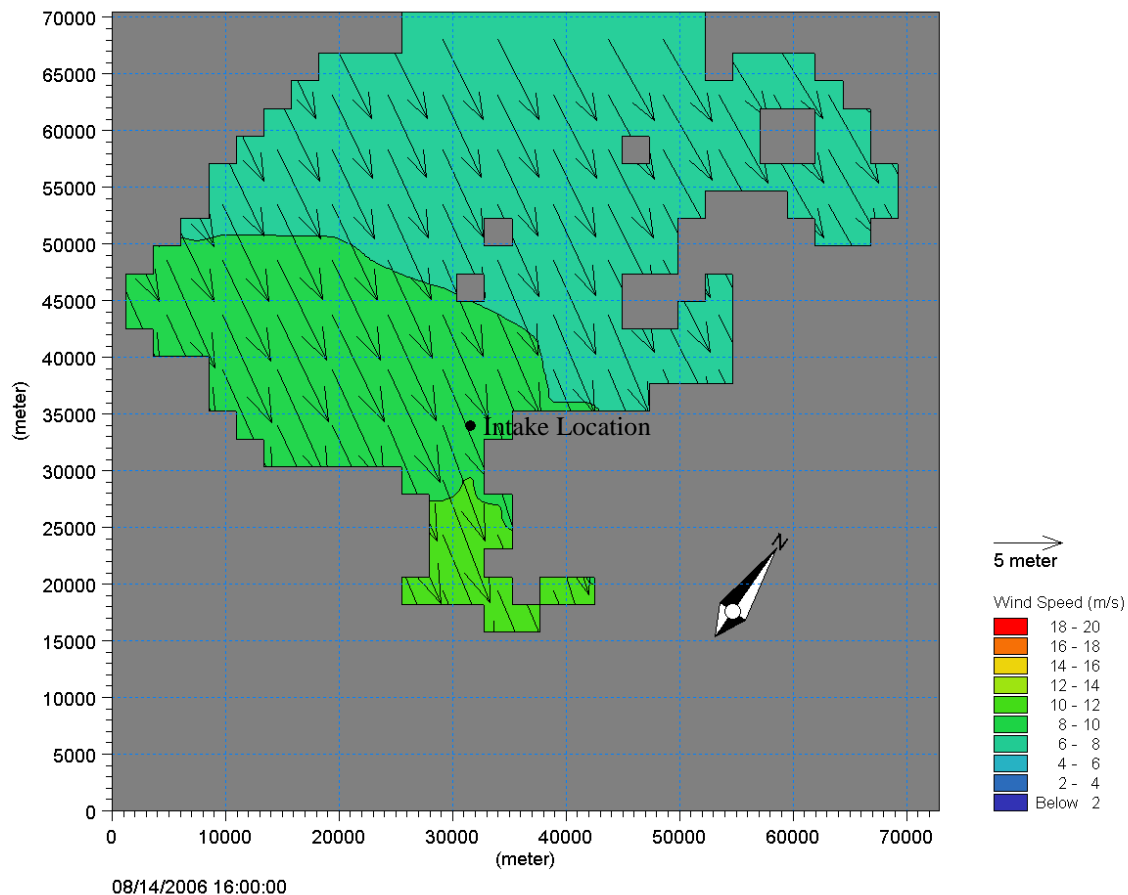 70000
65000
60000
55000
50000
45000
40000
35000
30000
25000
20000
15000
10000
5000
0
(meter)
Intake Location
N
5 meter
Wind Speed (m/s)
18 - 20
16 - 18
14 - 16
12 - 14
10 - 12
8 - 10
6 - 8
4 - 6
2 - 4
Below 2
0 10000 20000 30000 40000 50000 60000 70000
(meter)
08/14/2006 16:00:00